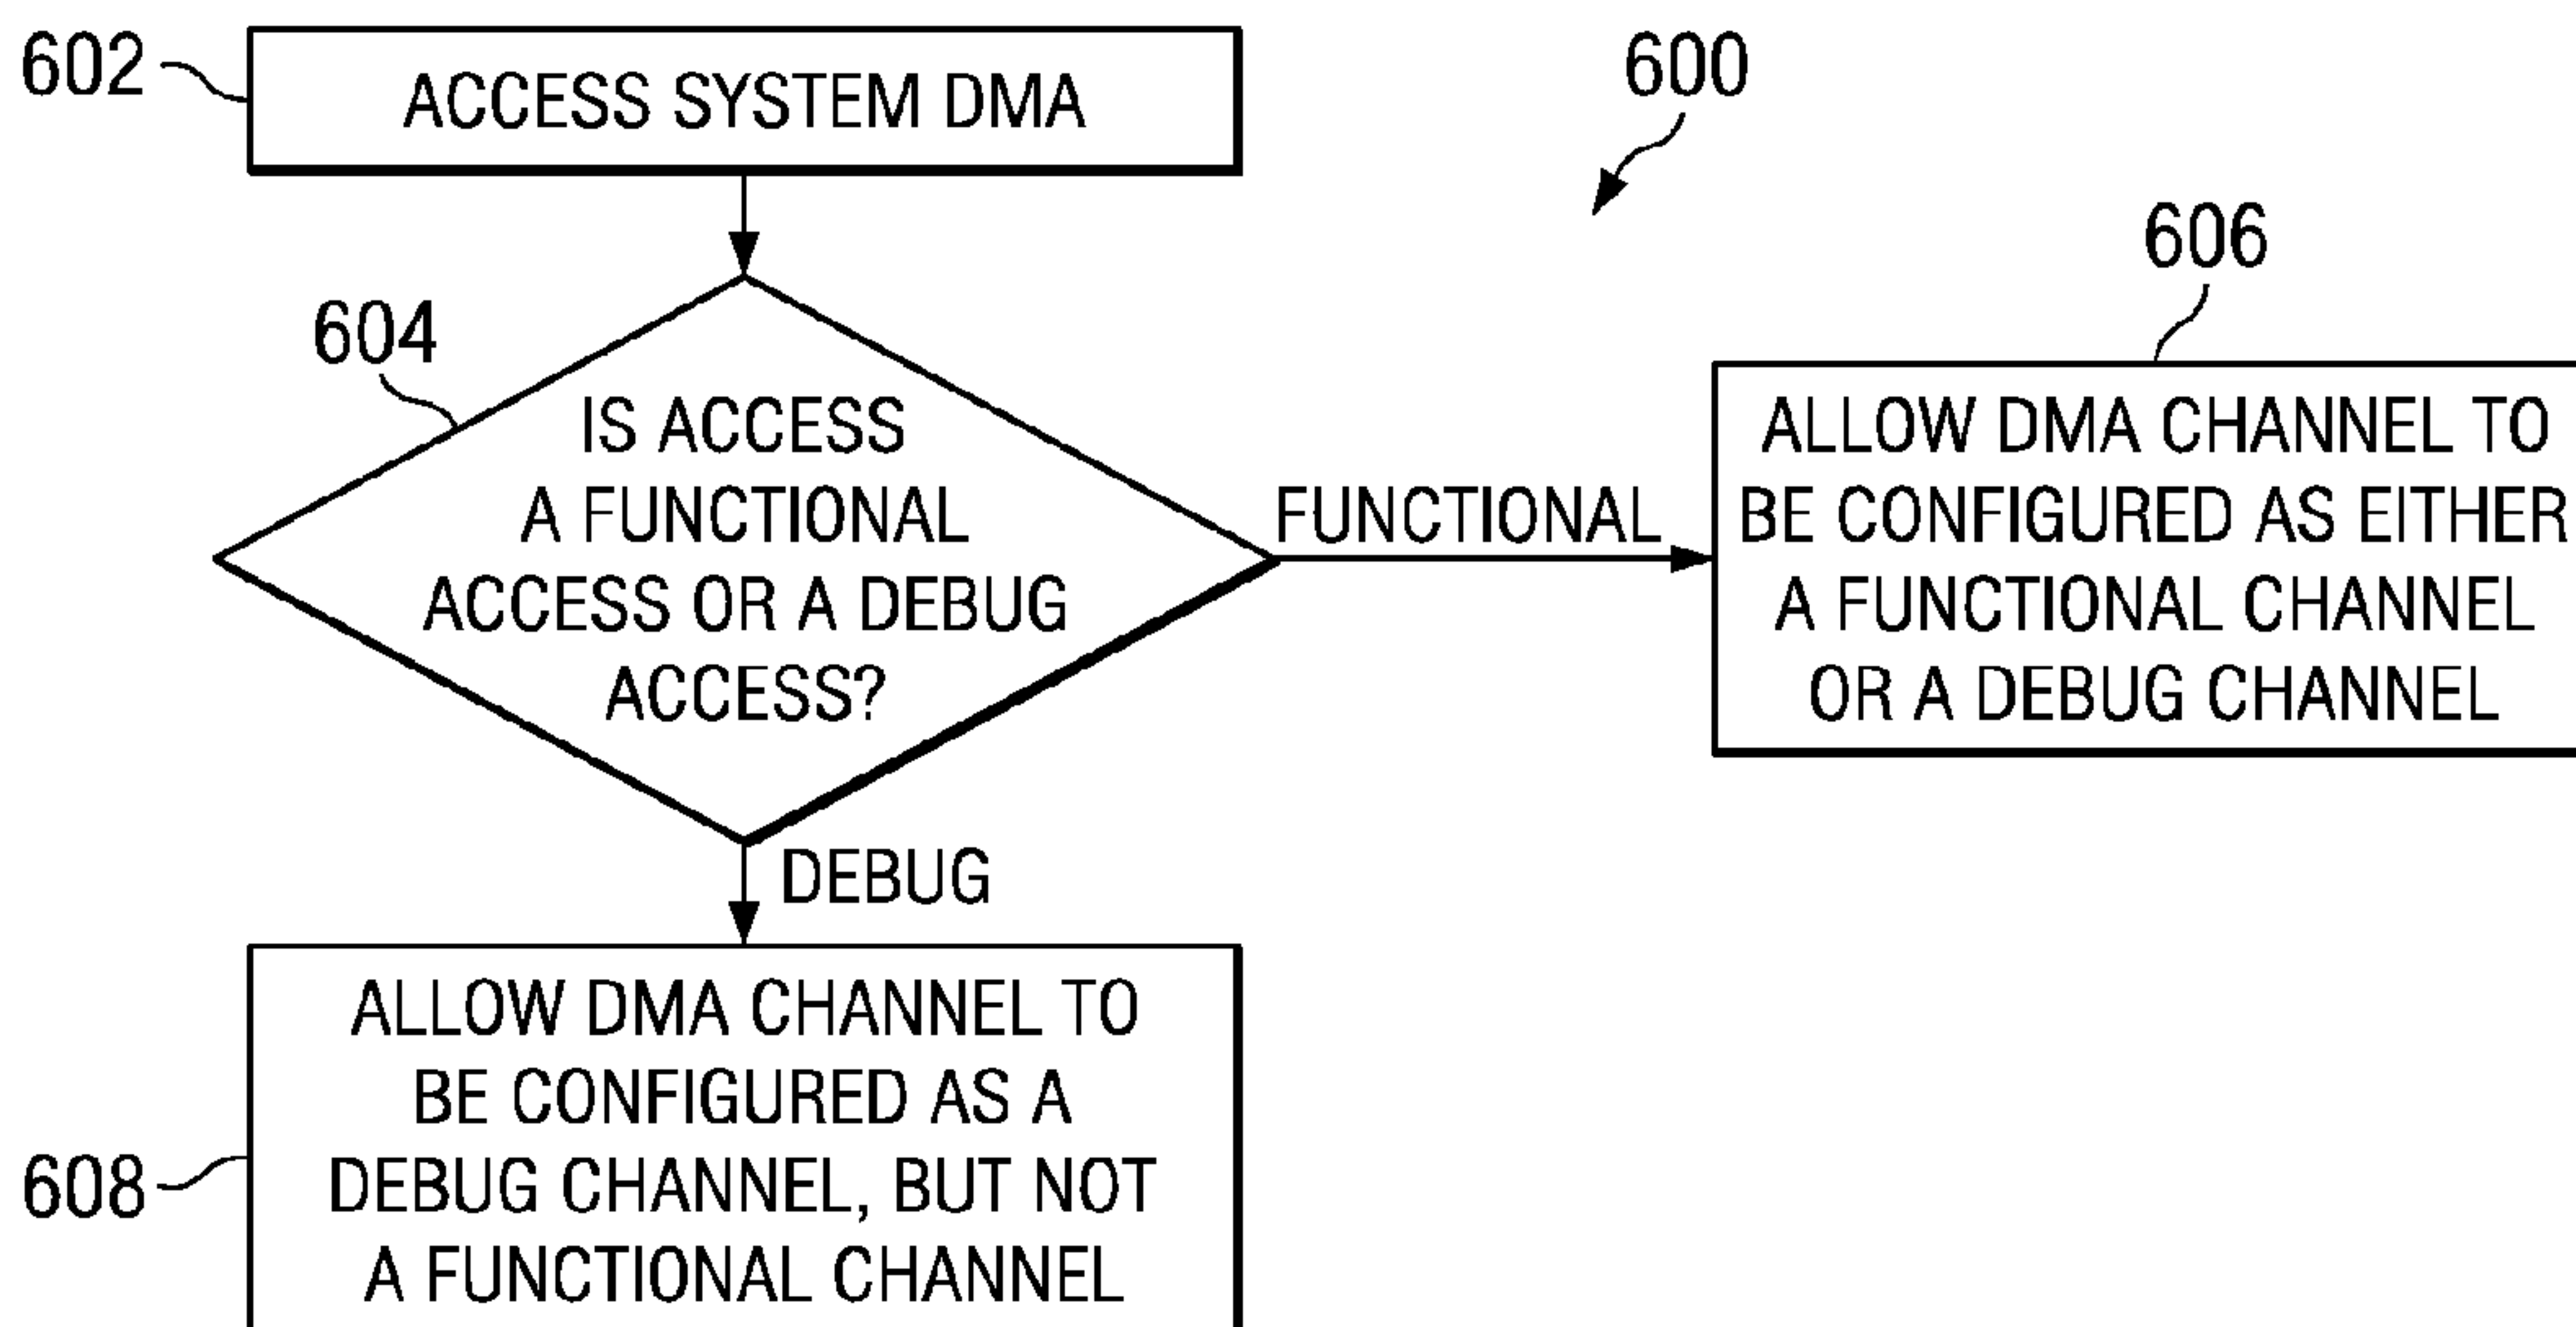 602
ACCESS SYSTEM DMA
600
604
IS ACCESS
A FUNCTIONAL
ACCESS OR A DEBUG
ACCESS?
FUNCTIONAL
606
ALLOW DMA CHANNEL TO
BE CONFIGURED AS EITHER
A FUNCTIONAL CHANNEL
OR A DEBUG CHANNEL
DEBUG
608
ALLOW DMA CHANNEL TO
BE CONFIGURED AS A
DEBUG CHANNEL, BUT NOT
A FUNCTIONAL CHANNEL